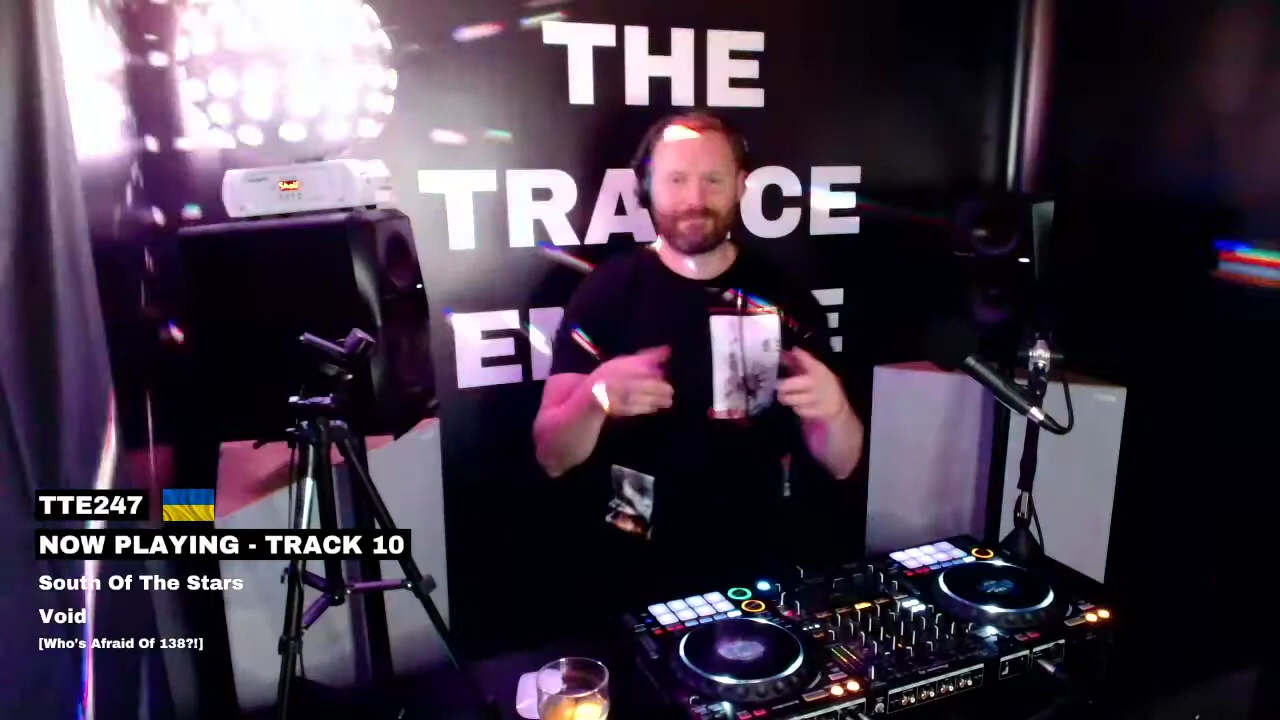 THE
TRA CE
TTE247
NOW PLAYING - TRACK 10
South Of The Stars
Void
[Who's Afraid Of 138?!]